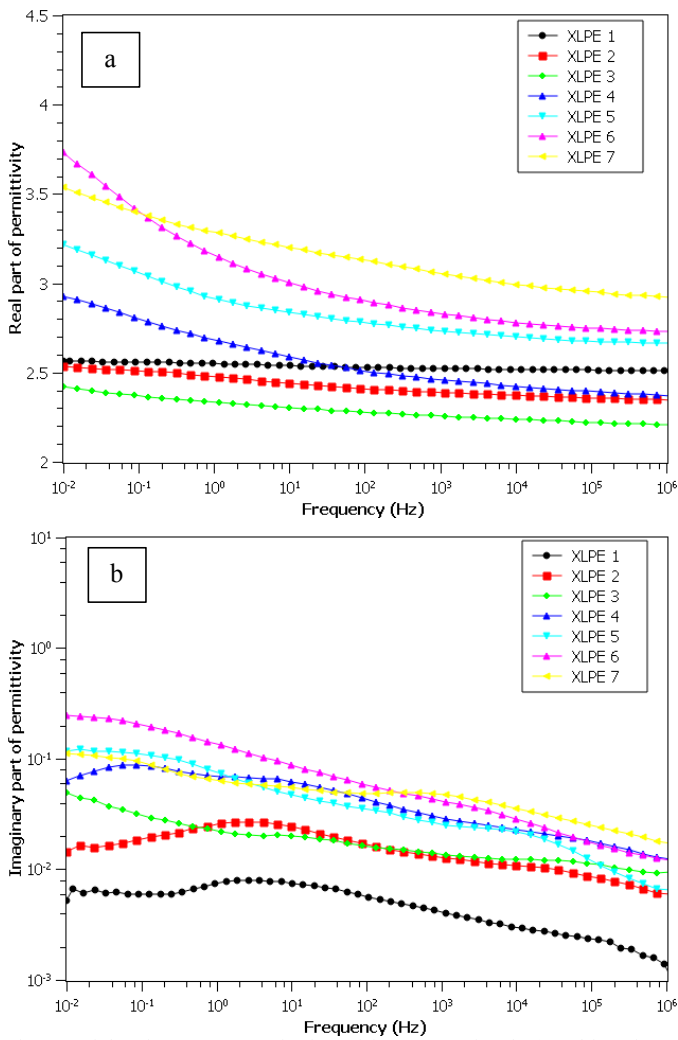 4.5
a
XLPE 1
XLPE 2
XLPE 3
XLPE 4
XLPE 5
XLPE 6
XLPE 7
4
3.5
3
2.5
2
Real part of permittivity
10-2 10-1 100 101 102 103 104 105 106
Frequency (Hz)
101
b
XLPE 1
XLPE 2
XLPE 3
XLPE 4
XLPE 5
XLPE 6
XLPE 7
100
10-1
10-2
10-3
Imaginary part of permittivity
10-2 10-1 100 101 102 103 104 105 106
Frequency (Hz)